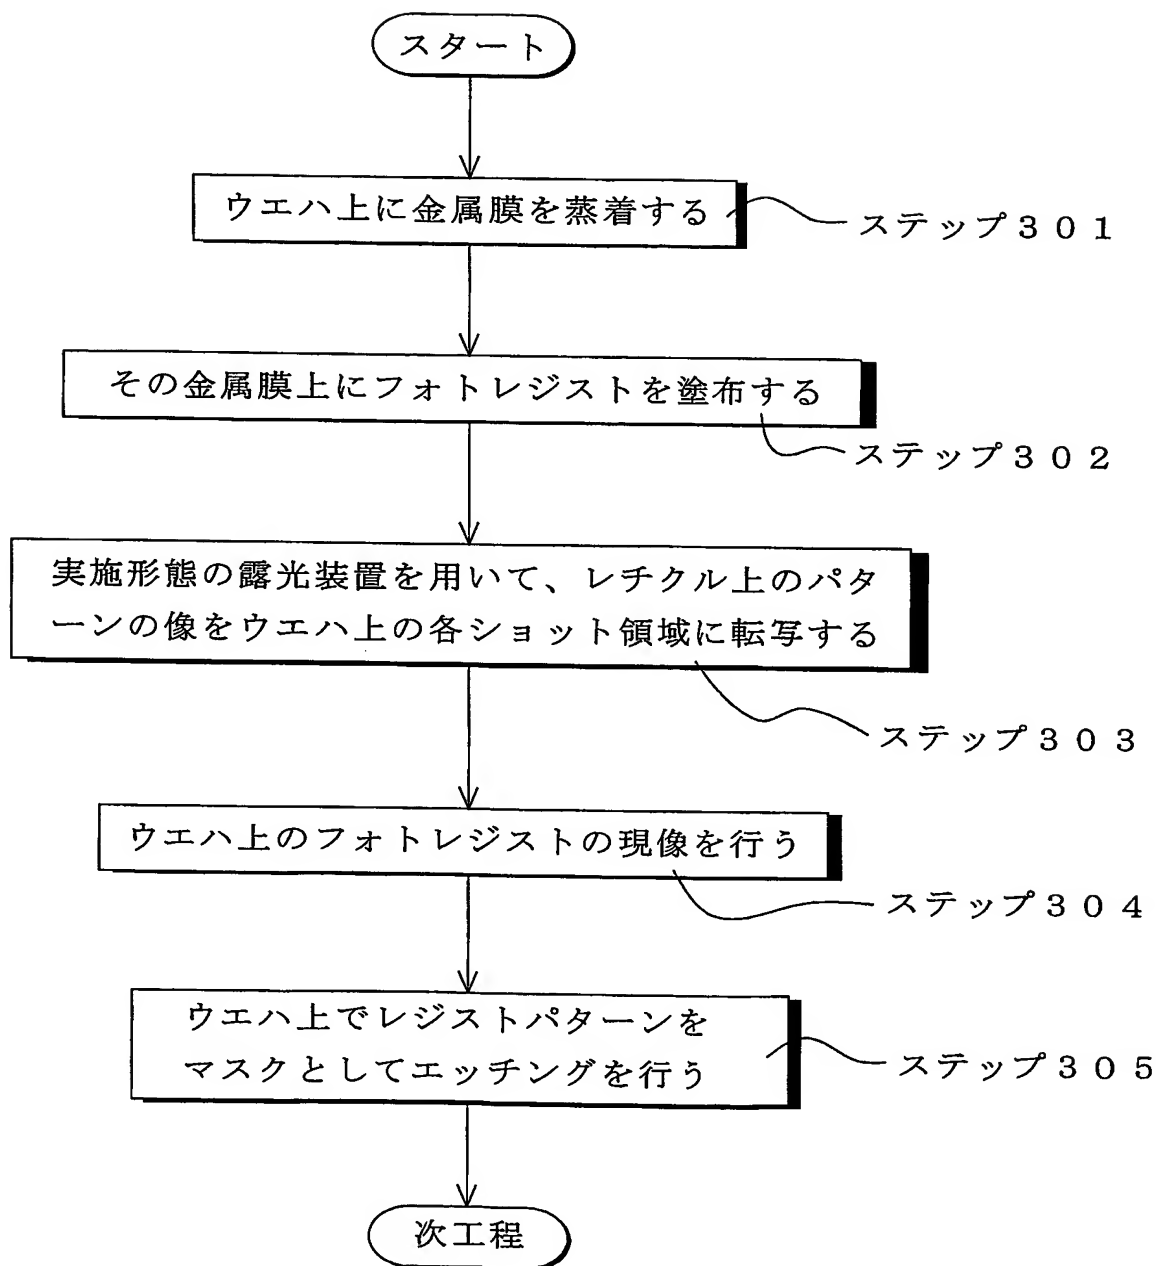 スタート
ウエハ上に金属膜を蒸着する
ステップ３０１
その金属膜上にフォトレジストを塗布する
ステップ３０２
実施形態の露光装置を用いて、レチクル上のパタ
ーンの像をウエハ上の各ショット領域に転写する
ステップ３０３
ウエハ上のフォトレジストの現像を行う
ステップ３０４
ウエハ上でレジストパターンを
マスクとしてエッチングを行う
ステップ３０５
次工程